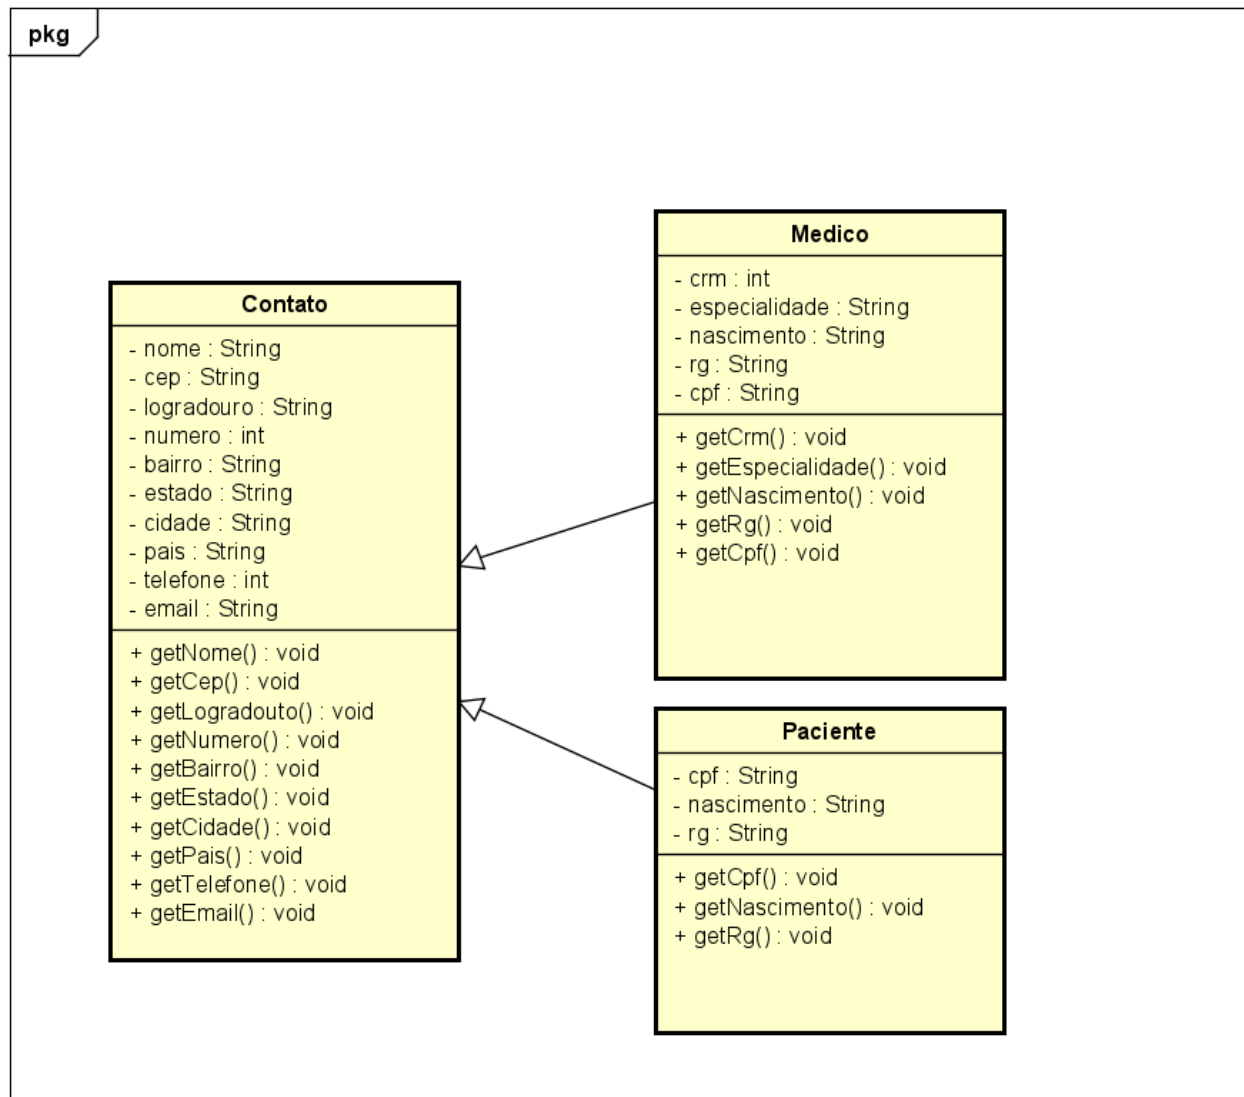 pkg
Contato
- nome : String
- cep : String
- logradouro : String
- numero : int
- bairro : String
- estado : String
- cidade : String
- pais : String
- telefone : int
- email : String
+ getNome() : void
+ getCep() : void
+ getLogradouto() : void
+ getNumero() : void
+ getBairro() : void
+ getEstado() : void
+ getCidade() : void
+ getPais() : void
+ getTelefone() : void
+ getEmail() : void
Medico
- crm : int
- especialidade : String
- nascimento : String
- rg : String
- cpf : String
+ getCrm() : void
+ getEspecialidade() : void
+ getNascimento() : void
+ getRg() : void
+ getCpf() : void
Paciente
- cpf : String
- nascimento : String
- rg : String
+ getCpf() : void
+ getNascimento() : void
+ getRg() : void